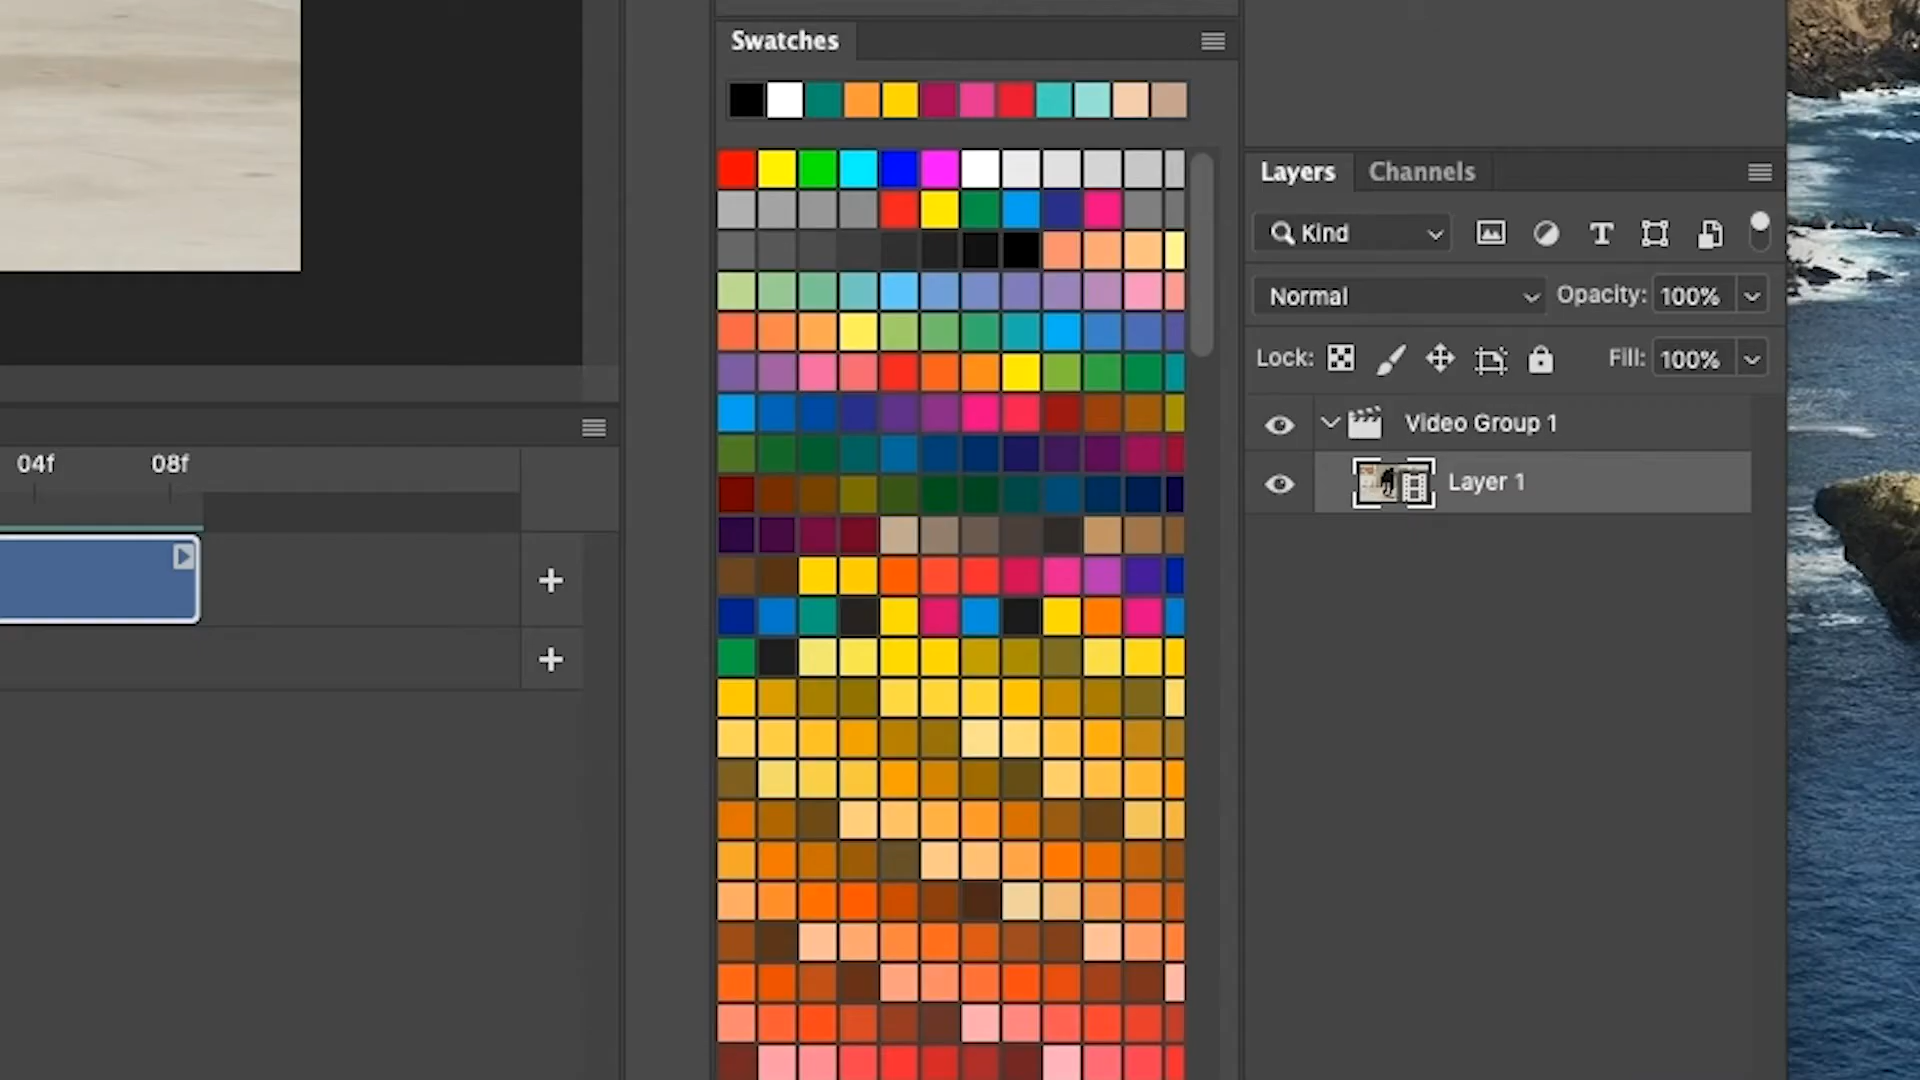 Swatches
Layers
Channels
Kind
Normal
Opacity: 100%
Lock:
Fill: 100%
Video Group 1
Layer 1
04f
08f